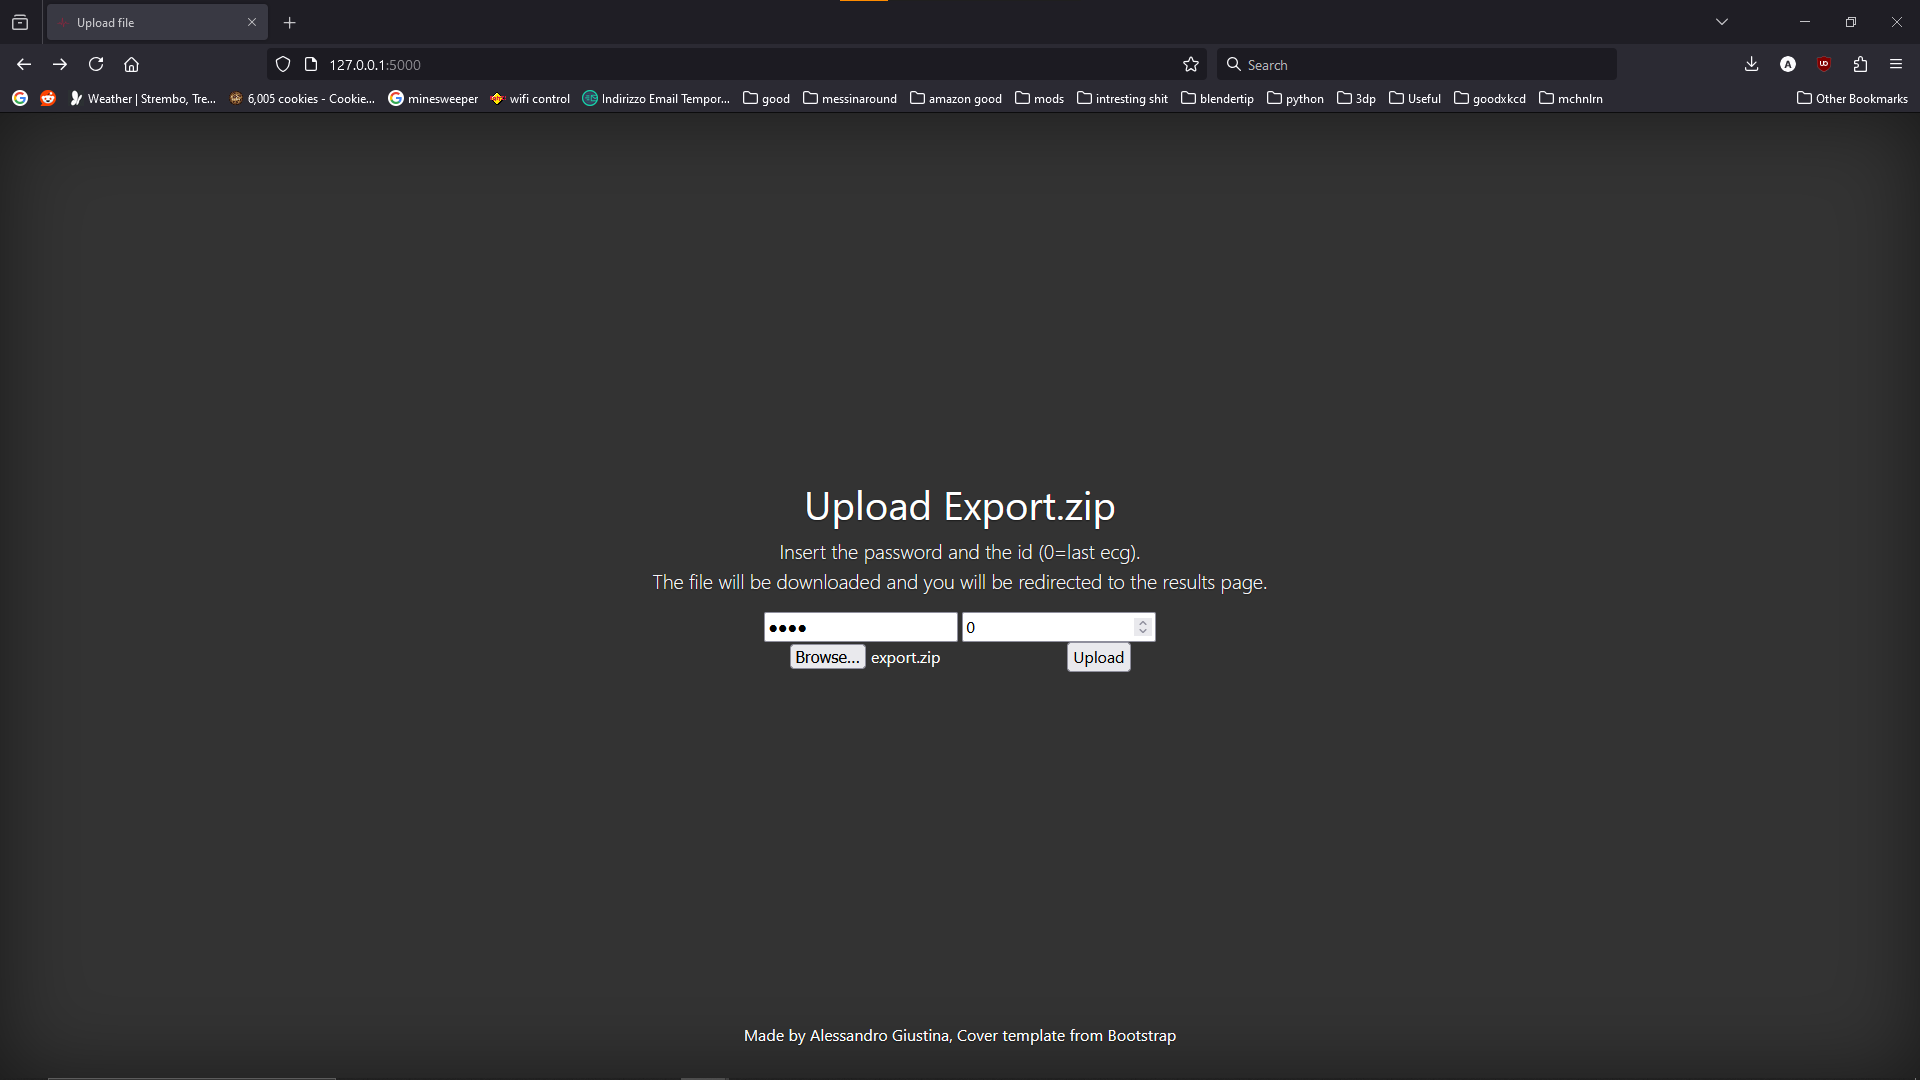 Upload file
127.0.0.1:5000
Search
Weather | Strembo, Tre...
6,005 cookies - Cookie...
minesweeper
wifi control
Indirizzo Email Tempor...
good
messinaround
amazon good
mods
intresting shit
blendertip
python
3dp
Useful
goodxkcd
mchnlrn
Other Bookmarks
Upload Export.zip
Insert the password and the id (0=last ecg).
The file will be downloaded and you will be redirected to the results page.
●●●● 0
Browse... export.zip Upload
Made by Alessandro Giustina, Cover template from Bootstrap